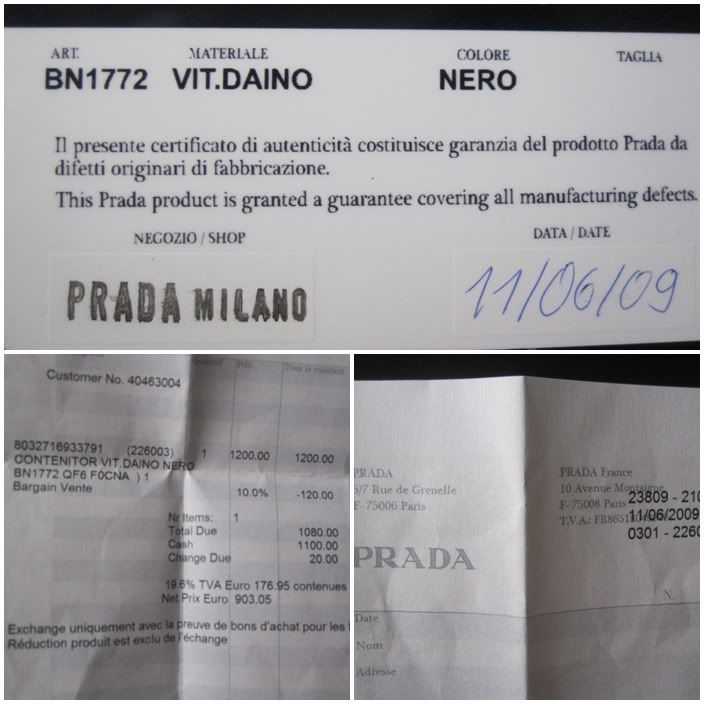 ART. MATERIALE COLORE TAGLIA
BN1772 VIT.DAINO NERO
Il presente certificato di autenticità costituisce garanzia del prodotto Prada da
difetti originari di fabbricazione.
This Prada product is granted a guarantee covering all manufacturing defects.
NEGOZIO / SHOP DATA / DATE
PRADA MILANO 11/06/09
Prix
Customer No. 40463004
8032716933791 (226003) 1 1200.00 1200.00
CONTENITOR VIT.DAINO NERO
BN1772 QF6 F0CNA ) 1
Bargain Vente 10.0% -120.00
Nr Items: 1
Total Due 1080.00
Cash 1100.00
Change Due 20.00
19.6% TVA Euro 176.95 contenues
Net Prix Euro 903.05
Exchange uniquement avec la preuve de bons d'achat pour les
Réduction produit est exclu de l'échange
PRADA
5/7 Rue de Grenelle
F- 75006 Paris
PRADA France
10 Avenue Montaigne
F- 75008 Paris
T.V.A.:
23809 - 210
11/06/2009
0301 - 2260
PRADA
N.
Date
Nom
Adresse